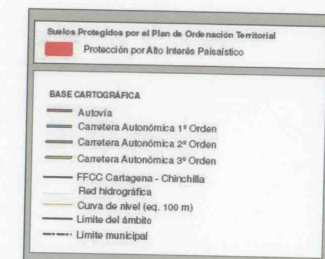 Suelos Protegidos por el Plan de Ordenación Territorial
Protección por Alto Interés Paisaístico
BASE CARTOGRÁFICA
Autovía
Carretera Autonómica 1º Orden
Carretera Autonómica 2º Orden
Carretera Autonómica 3º Orden
FFCC Cartagena - Chinchilla
Red hidrográfica
Curva de nivel (eq. 100 m)
Límite del ámbito
Límite municipal